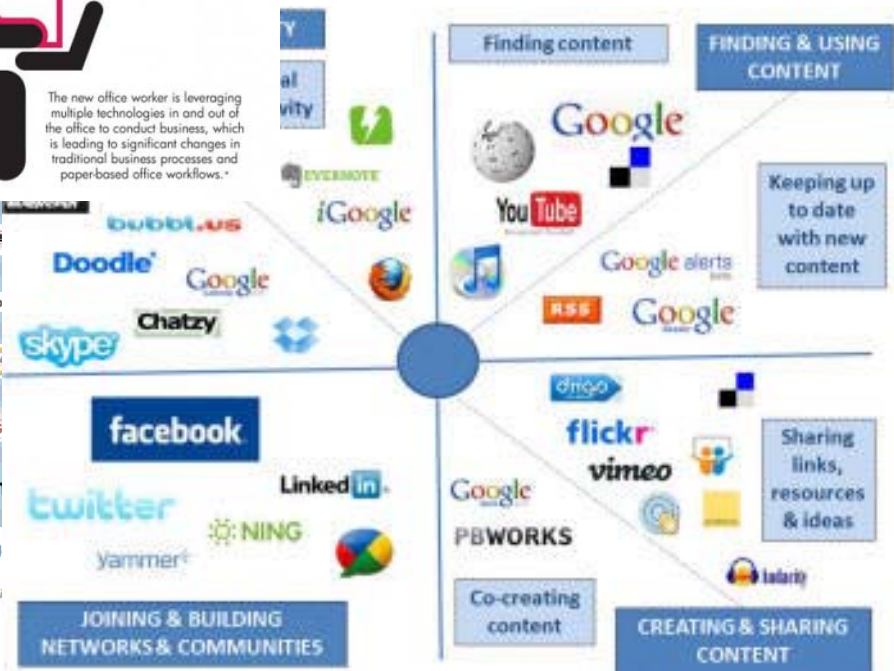 The new office worker is leveraging
multiple technologies in and out of
the office to conduct business, which
is leading to significant changes in
traditional business processes and
paper-based office workflows.*
TY
al
vity
EVERNOTE
iGoogle
bubbl.us
Doodle
Google
Chatzy
skype
Finding content
FINDING & USING
CONTENT
Google
You Tube
Keeping up
to date
with new
content
Google alerts
RSS
Google
facebook
Linked in
twitter
NING
yammer
JOINING & BUILDING
NETWORKS & COMMUNITIES
diigo
flickr
vimeo
Sharing
links,
resources
& ideas
Google
PBWORKS
Audacity
Co-creating
content
CREATING & SHARING
CONTENT